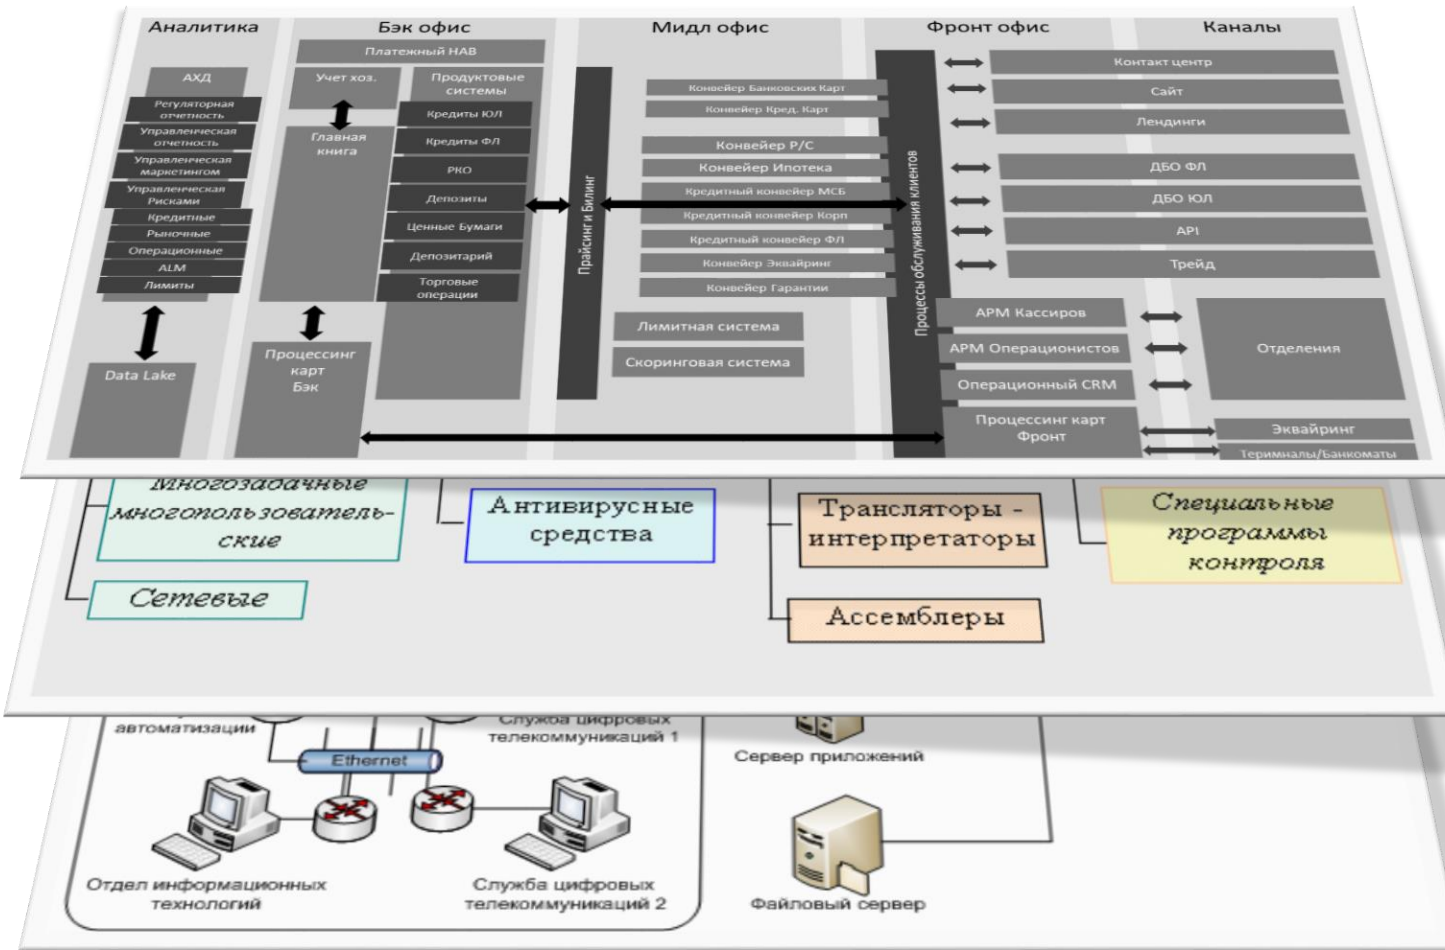 Аналитика
Бэк офис
Мидл офис
Фронт офис
Каналы
АХД
Регуляторная
отчетность
Управленческая
отчетность
Управленческая
маркетингом
Управленческая
Рисками
Кредитные
Рыночные
Операционные
ALM
Лимиты
Data Lake
Платежный НАВ
Учет хоз.
Главная
книга
Процессинг
карт
Бэк
Продуктовые
системы
Кредиты ЮЛ
Кредиты ФЛ
РКО
Депозиты
Ценные Бумаги
Депозитарий
Торговые
операции
Прайсинг и Билинг
Конвейер Банковских Карт
Конвейер Кред. Карт
Конвейер Р/С
Конвейер Ипотека
Кредитный конвейер МСБ
Кредитный конвейер Корп
Кредитный конвейер ФЛ
Конвейер Эквайринг
Конвейер Гарантии
Лимитная система
Скоринговая система
Процессы обслуживания клиентов
АРМ Кассиров
АРМ Операционистов
Операционный CRM
Процессинг карт
Фронт
Контакт центр
Сайт
Лендинги
ДБО ФЛ
ДБО ЮЛ
API
Трейд
Отделения
Эквайринг
Теримналы/Банкоматы
Многозадачные
многопользователь-
ские
Сетевые
Антивирусные
средства
Трансляторы -
интерпретаторы
Ассемблеры
Специальные
программы
контроля
автоматизации
Служба цифровых
телекоммуникаций 1
Ethernet
Отдел информационных
технологий
Служба цифровых
телекоммуникаций 2
Сервер приложений
Файловый сервер